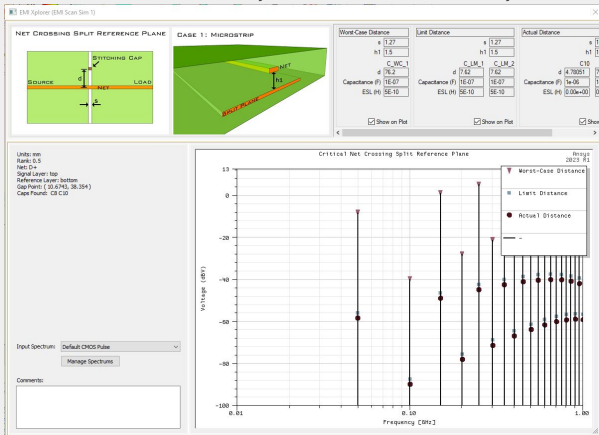 EMI Xplorer (EMI Scan Sim 1)
NET CROSSING SPLIT REFERENCE PLANE
STITCHING CAP
d
SOURCE
LOAD
NET
s
CASE 1: MICROSTRIP
NET
h1
SPLIT PLANE
Worst-Case Distance
s 1.27
h1 1.5
C_WC_1
d 76.2
Capacitance (F) 1E-07
ESL (H) 5E-10
Show on Plot
Limit Distance
s 1.27
h1 1.5
C_LM_1 C_LM_2
d 7.62 7.62
Capacitance (F) 1E-07 1E-07
ESL (H) 5E-10 5E-10
Show on Plot
Actual Distance
s
h1
C10
d 4.78051
Capacitance (F) 1e-06
ESL (H) 0.00e+00
Show
Units: mm
Rank: 0.5
Net: D+
Signal Layer: top
Reference Layer: bottom
Gap Point: ( 10.6743, 38.354 )
Caps Found: C8 C10
Input Spectrum: Default CMOS Pulse
Manage Spectrums
Comments:
Critical Net Crossing Split Reference Plane
Ansys
2023 R1
Worst-Case Distance
Limit Distance
Actual Distance
-
Voltage (dBV)
13
0
-20
-40
-60
-80
-100
0.01
0.10
1.00
Frequency [GHz]